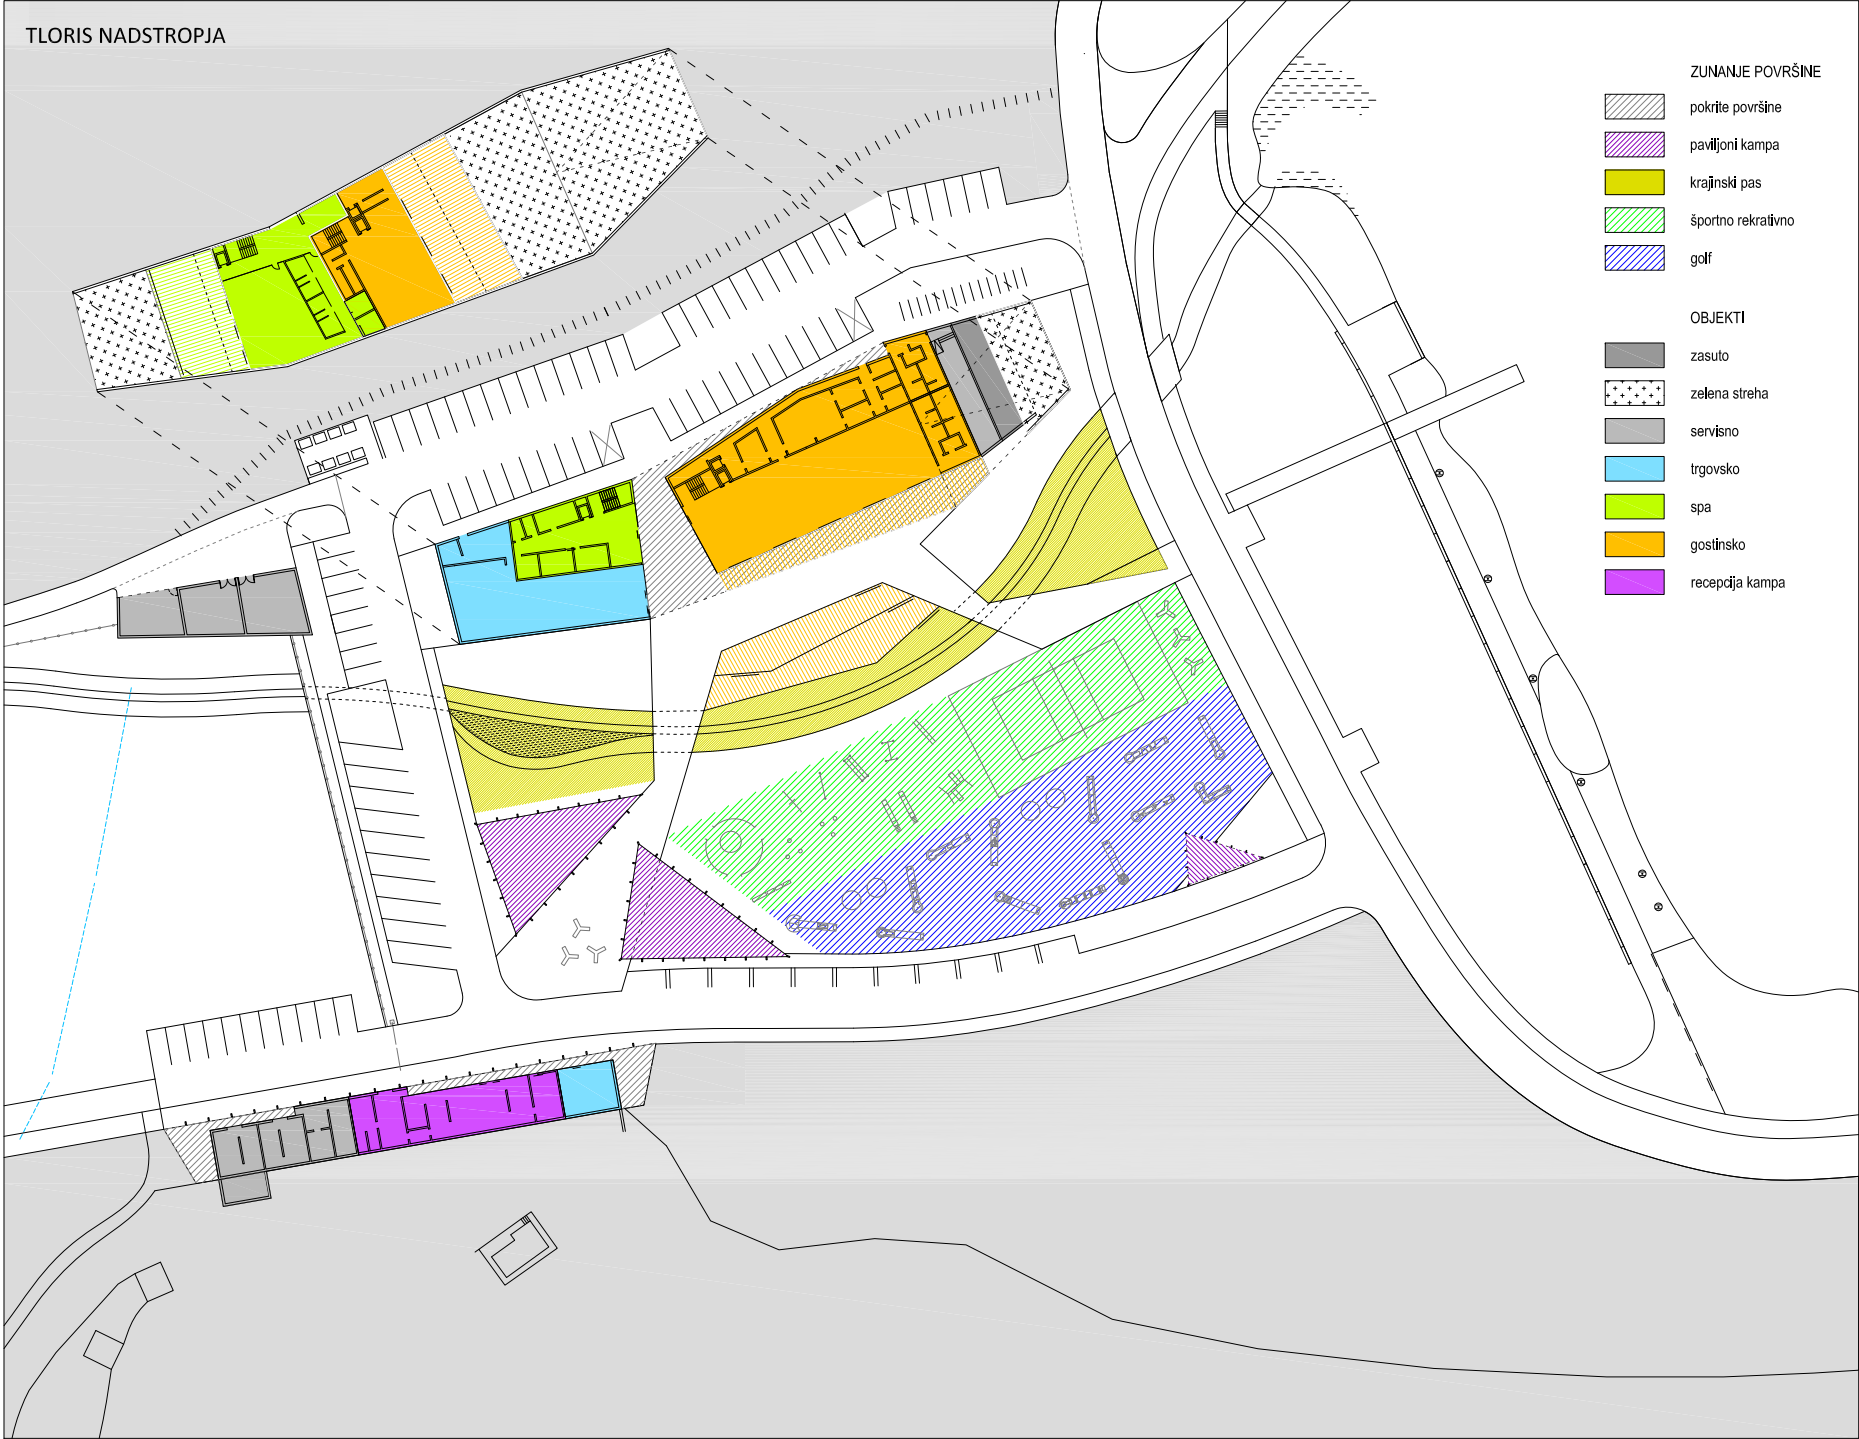 TLORIS NADSTROPJA
ZUNANJE POVRŠINE
pokrite površine
paviljoni kampa
krajinski pas
športno rekrativno
golf
OBJEKTI
zasuto
zelena streha
servisno
trgovsko
spa
gostinsko
recepcija kampa